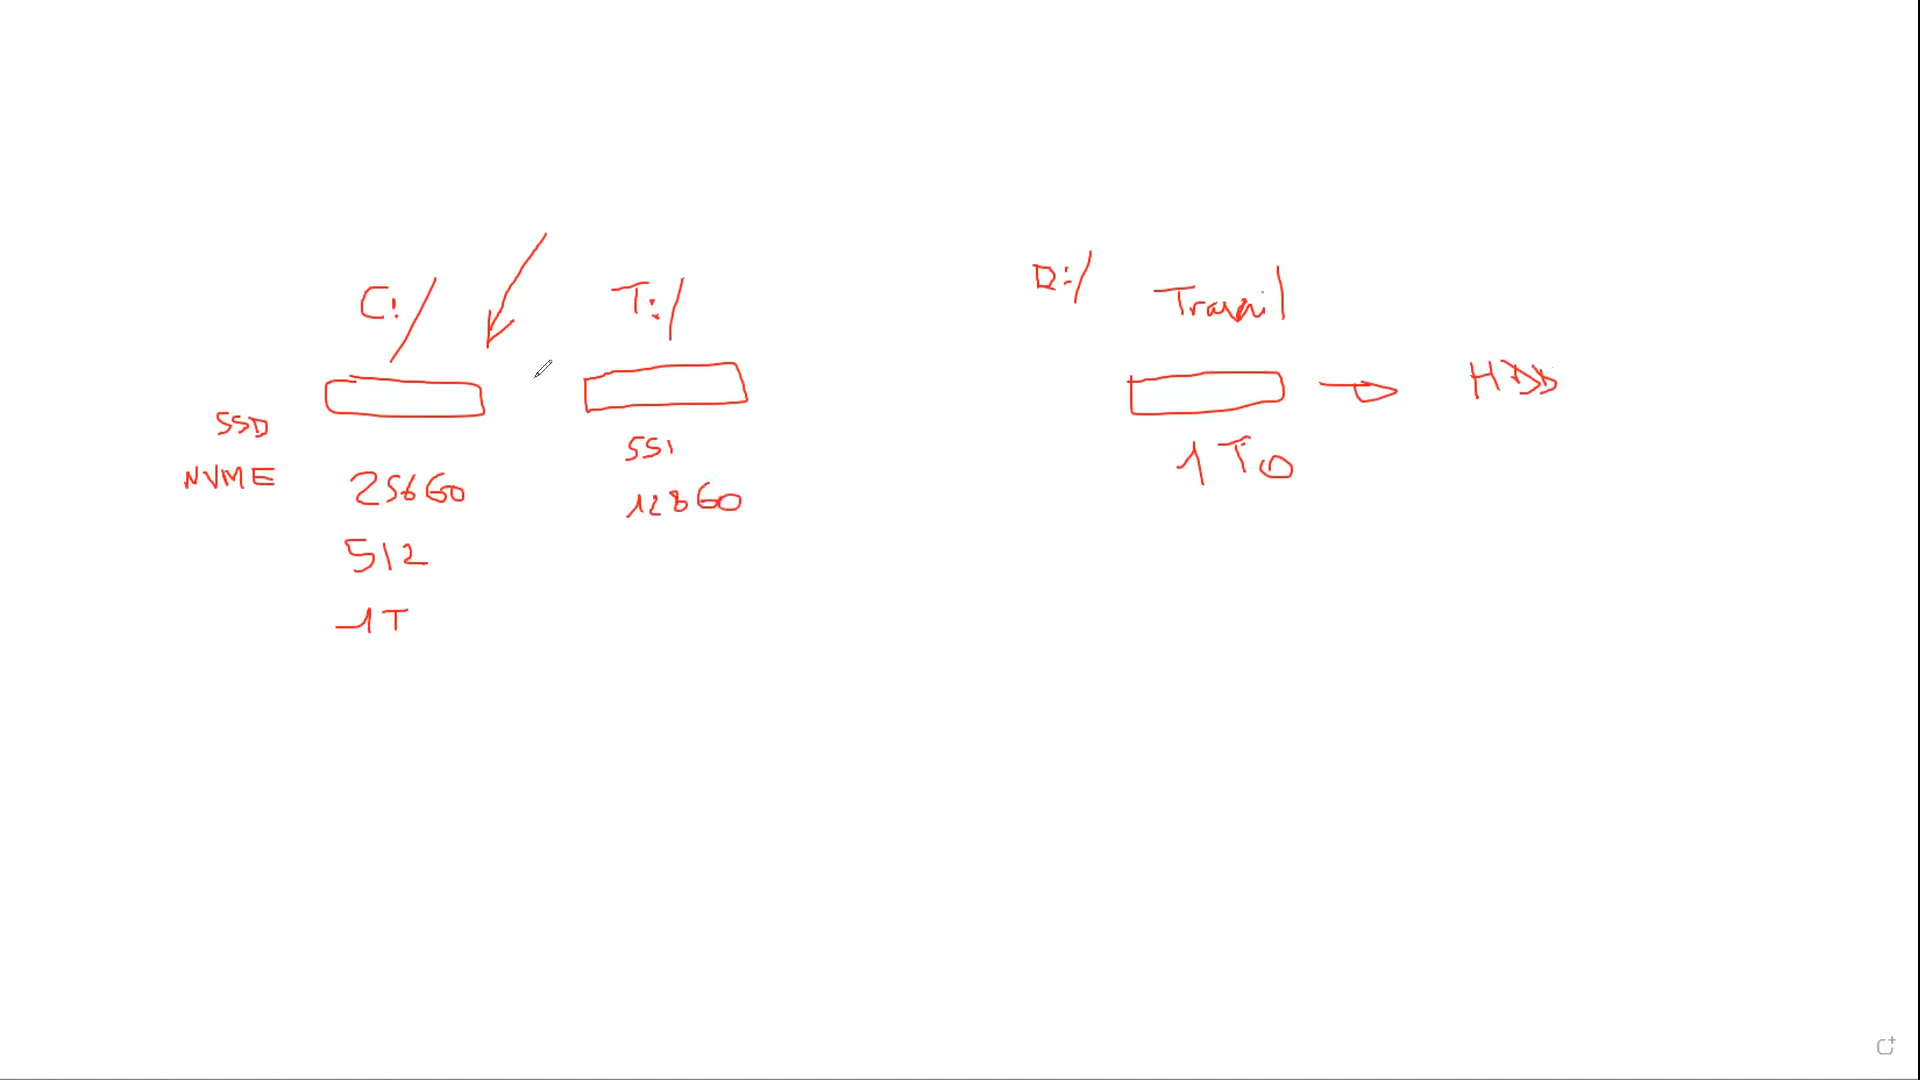 C:/
SSD
NVME
256GO
512
1T
T:/
SSD
128GO
D:/ Travail
HDD
1TO